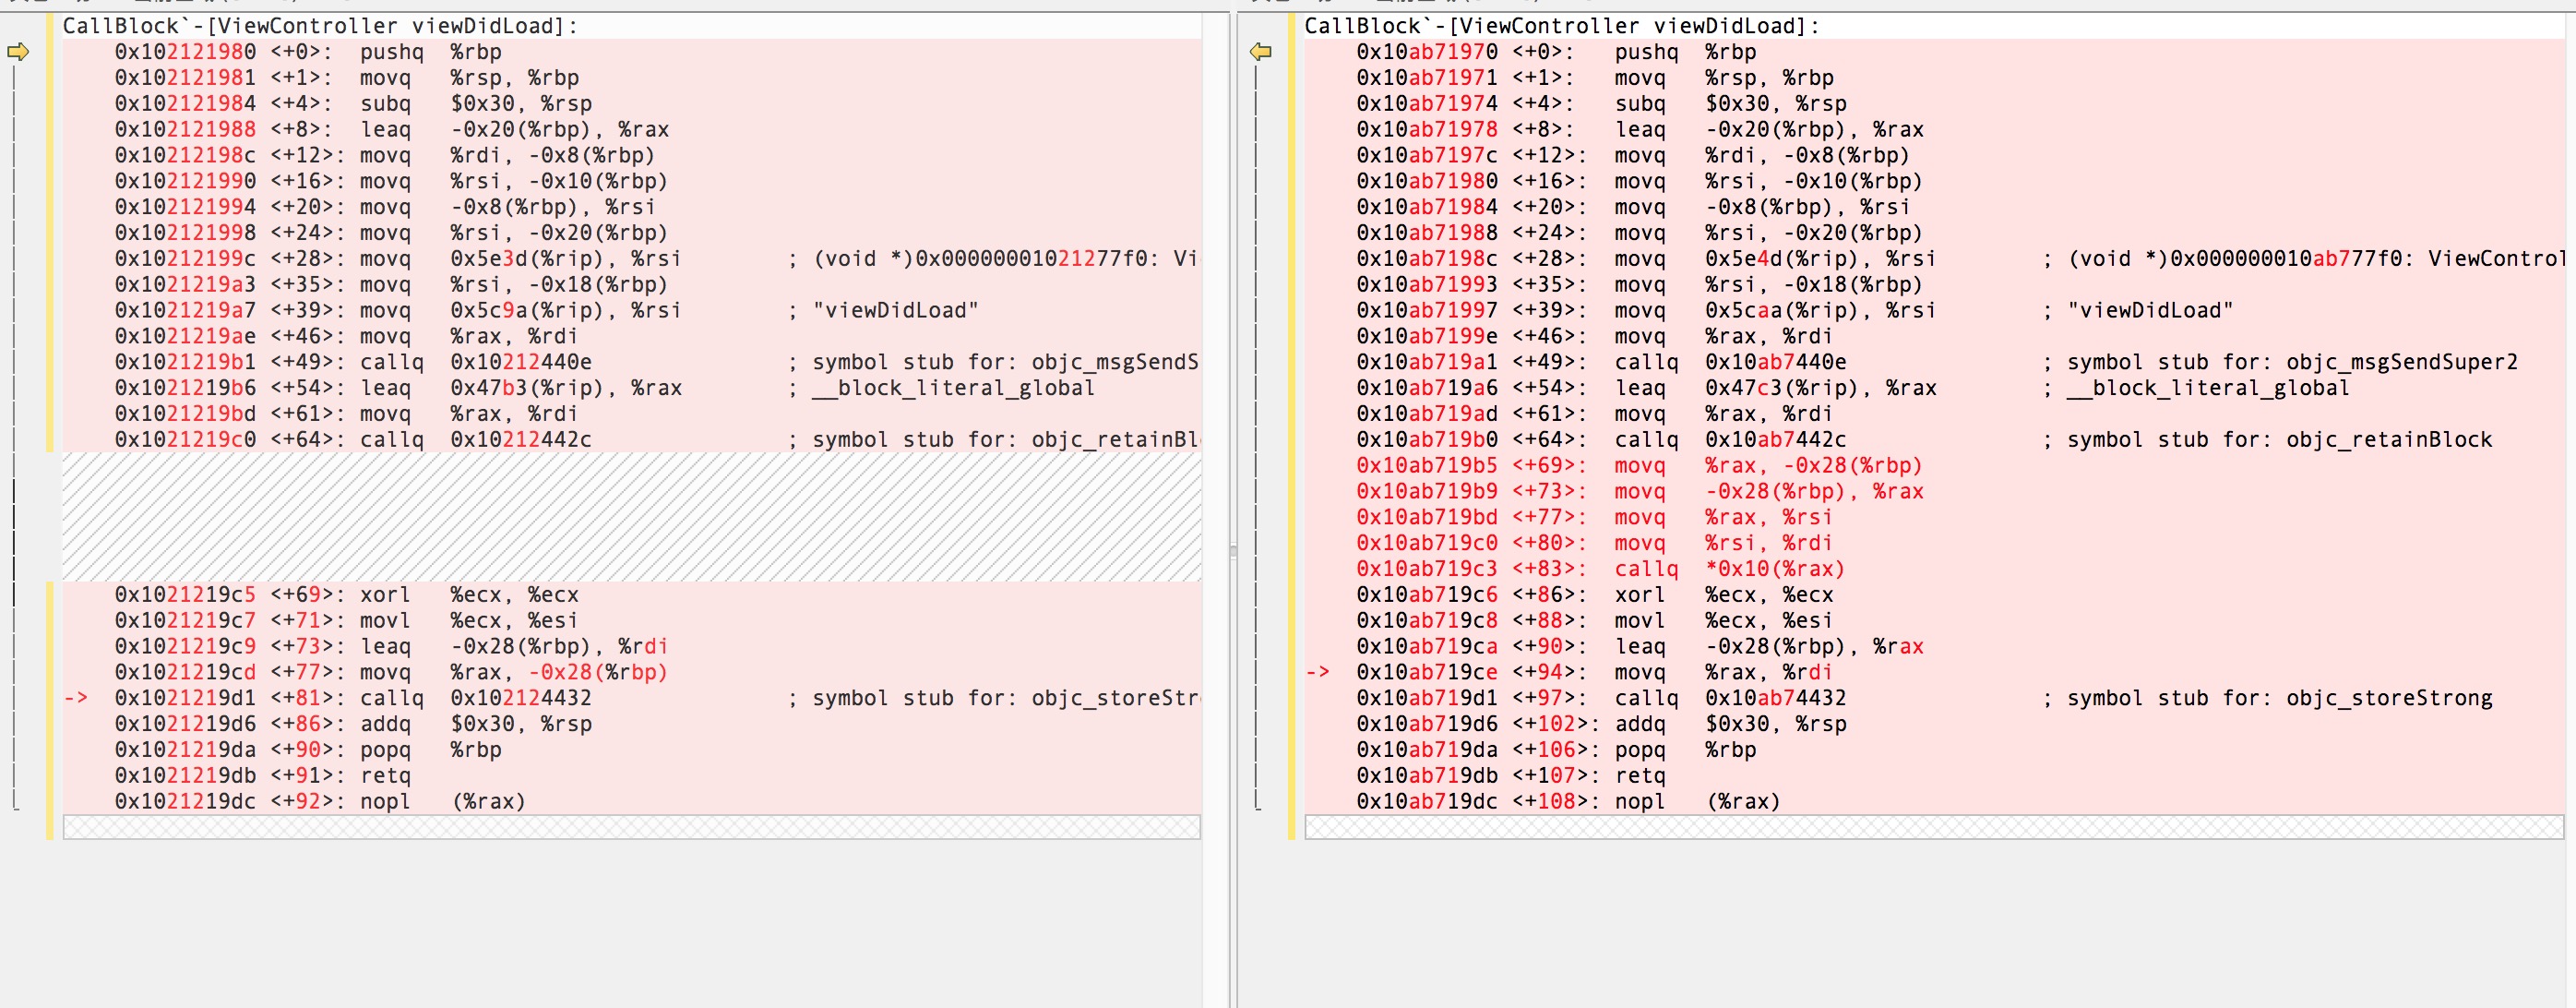 CallBlock`-[ViewController viewDidLoad]:
0x102121980 <+0>: pushq %rbp
0x102121981 <+1>: movq %rsp, %rbp
0x102121984 <+4>: subq $0x30, %rsp
0x102121988 <+8>: leaq -0x20(%rbp), %rax
0x10212198c <+12>: movq %rdi, -0x8(%rbp)
0x102121990 <+16>: movq %rsi, -0x10(%rbp)
0x102121994 <+20>: movq -0x8(%rbp), %rsi
0x102121998 <+24>: movq %rsi, -0x20(%rbp)
0x10212199c <+28>: movq 0x5e3d(%rip), %rsi ; (void *)0x00000001021277f0: Vi
0x1021219a3 <+35>: movq %rsi, -0x18(%rbp)
0x1021219a7 <+39>: movq 0x5c9a(%rip), %rsi ; "viewDidLoad"
0x1021219ae <+46>: movq %rax, %rdi
0x1021219b1 <+49>: callq 0x10212440e ; symbol stub for: objc_msgSendS
0x1021219b6 <+54>: leaq 0x47b3(%rip), %rax ; __block_literal_global
0x1021219bd <+61>: movq %rax, %rdi
0x1021219c0 <+64>: callq 0x10212442c ; symbol stub for: objc_retainBl
0x1021219c5 <+69>: xorl %ecx, %ecx
0x1021219c7 <+71>: movl %ecx, %esi
0x1021219c9 <+73>: leaq -0x28(%rbp), %rdi
0x1021219cd <+77>: movq %rax, -0x28(%rbp)
-> 0x1021219d1 <+81>: callq 0x102124432 ; symbol stub for: objc_storeStr
0x1021219d6 <+86>: addq $0x30, %rsp
0x1021219da <+90>: popq %rbp
0x1021219db <+91>: retq
0x1021219dc <+92>: nopl (%rax)
CallBlock`-[ViewController viewDidLoad]:
0x10ab71970 <+0>: pushq %rbp
0x10ab71971 <+1>: movq %rsp, %rbp
0x10ab71974 <+4>: subq $0x30, %rsp
0x10ab71978 <+8>: leaq -0x20(%rbp), %rax
0x10ab7197c <+12>: movq %rdi, -0x8(%rbp)
0x10ab71980 <+16>: movq %rsi, -0x10(%rbp)
0x10ab71984 <+20>: movq -0x8(%rbp), %rsi
0x10ab71988 <+24>: movq %rsi, -0x20(%rbp)
0x10ab7198c <+28>: movq 0x5e4d(%rip), %rsi ; (void *)0x000000010ab777f0: ViewControl
0x10ab71993 <+35>: movq %rsi, -0x18(%rbp)
0x10ab71997 <+39>: movq 0x5caa(%rip), %rsi ; "viewDidLoad"
0x10ab7199e <+46>: movq %rax, %rdi
0x10ab719a1 <+49>: callq 0x10ab7440e ; symbol stub for: objc_msgSendSuper2
0x10ab719a6 <+54>: leaq 0x47c3(%rip), %rax ; __block_literal_global
0x10ab719ad <+61>: movq %rax, %rdi
0x10ab719b0 <+64>: callq 0x10ab7442c ; symbol stub for: objc_retainBlock
0x10ab719b5 <+69>: movq %rax, -0x28(%rbp)
0x10ab719b9 <+73>: movq -0x28(%rbp), %rax
0x10ab719bd <+77>: movq %rax, %rsi
0x10ab719c0 <+80>: movq %rsi, %rdi
0x10ab719c3 <+83>: callq *0x10(%rax)
0x10ab719c6 <+86>: xorl %ecx, %ecx
0x10ab719c8 <+88>: movl %ecx, %esi
0x10ab719ca <+90>: leaq -0x28(%rbp), %rax
-> 0x10ab719ce <+94>: movq %rax, %rdi
0x10ab719d1 <+97>: callq 0x10ab74432 ; symbol stub for: objc_storeStrong
0x10ab719d6 <+102>: addq $0x30, %rsp
0x10ab719da <+106>: popq %rbp
0x10ab719db <+107>: retq
0x10ab719dc <+108>: nopl (%rax)